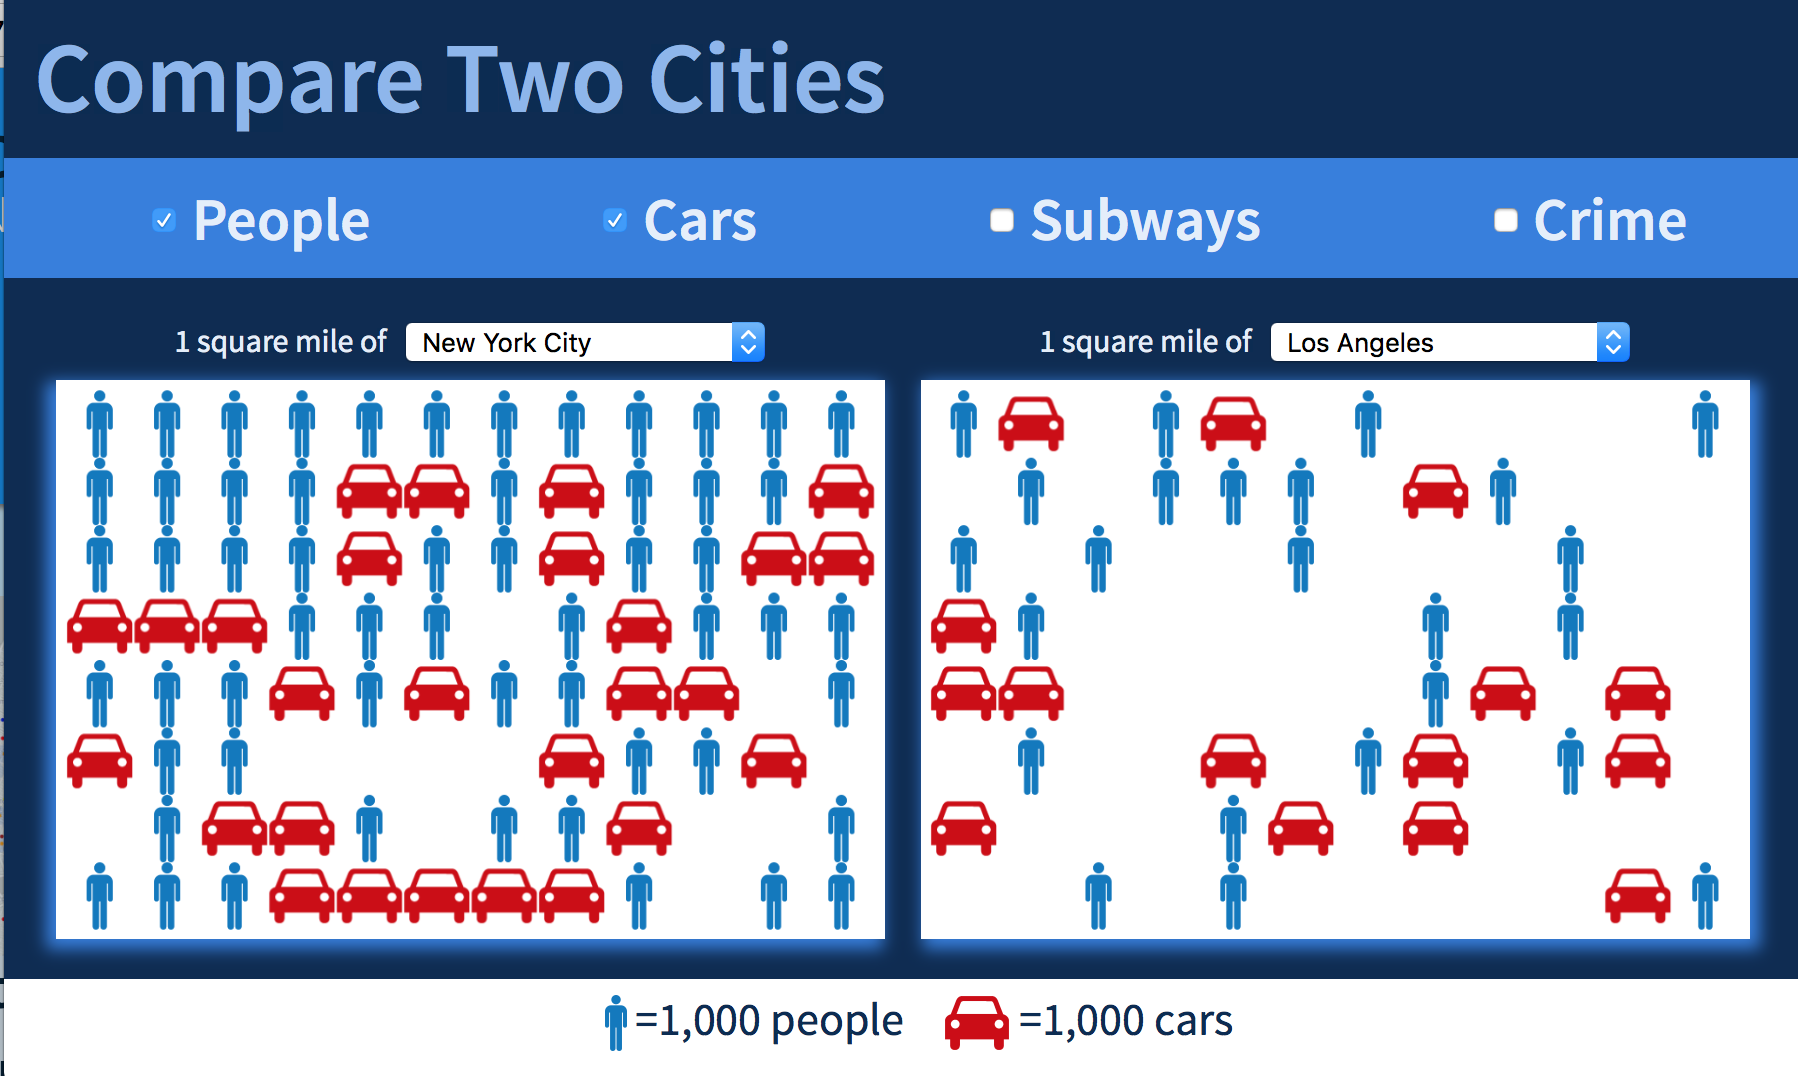 Compare Two Cities
People Cars Subways Crime
1 square mile of New York City 1 square mile of Los Angeles
=1,000 people =1,000 cars